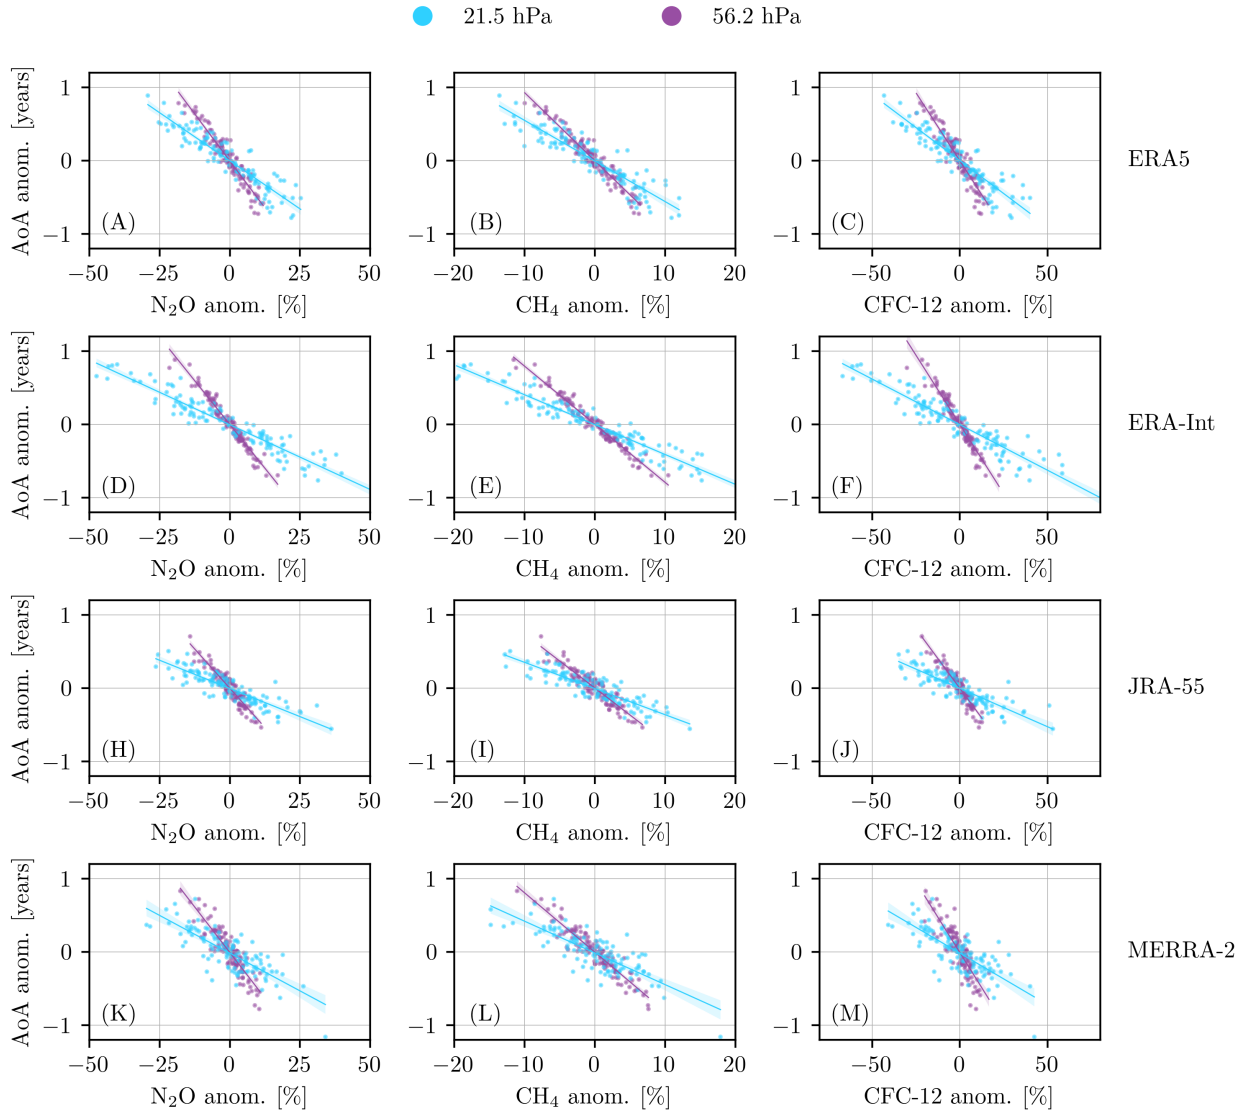 21.5 hPa 56.2 hPa
AoA anom. [years]
1
0
−1
(A)
−50 −25 0 25 50
N₂O anom. [%]
(B)
−20 −10 0 10 20
CH₄ anom. [%]
1
0
−1
(C)
−50 0 50
CFC-12 anom. [%]
1
0
−1
ERA5
AoA anom. [years]
1
0
−1
(D)
−50 −25 0 25 50
N₂O anom. [%]
1
0
−1
(E)
−20 −10 0 10 20
CH₄ anom. [%]
1
0
−1
(F)
−50 0 50
CFC-12 anom. [%]
ERA-Int
AoA anom. [years]
1
0
−1
(H)
−50 −25 0 25 50
N₂O anom. [%]
1
0
−1
(I)
−20 −10 0 10 20
CH₄ anom. [%]
1
0
−1
(J)
−50 0 50
CFC-12 anom. [%]
JRA-55
AoA anom. [years]
1
0
−1
(K)
−50 −25 0 25 50
N₂O anom. [%]
1
0
−1
(L)
−20 −10 0 10 20
CH₄ anom. [%]
1
0
−1
(M)
−50 0 50
CFC-12 anom. [%]
MERRA-2